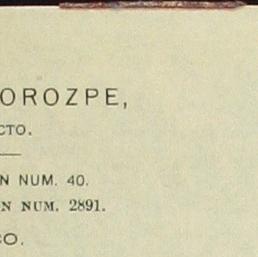 OROZPE,
CTO.
N NUM. 40.
N NUM. 2891.
CO.